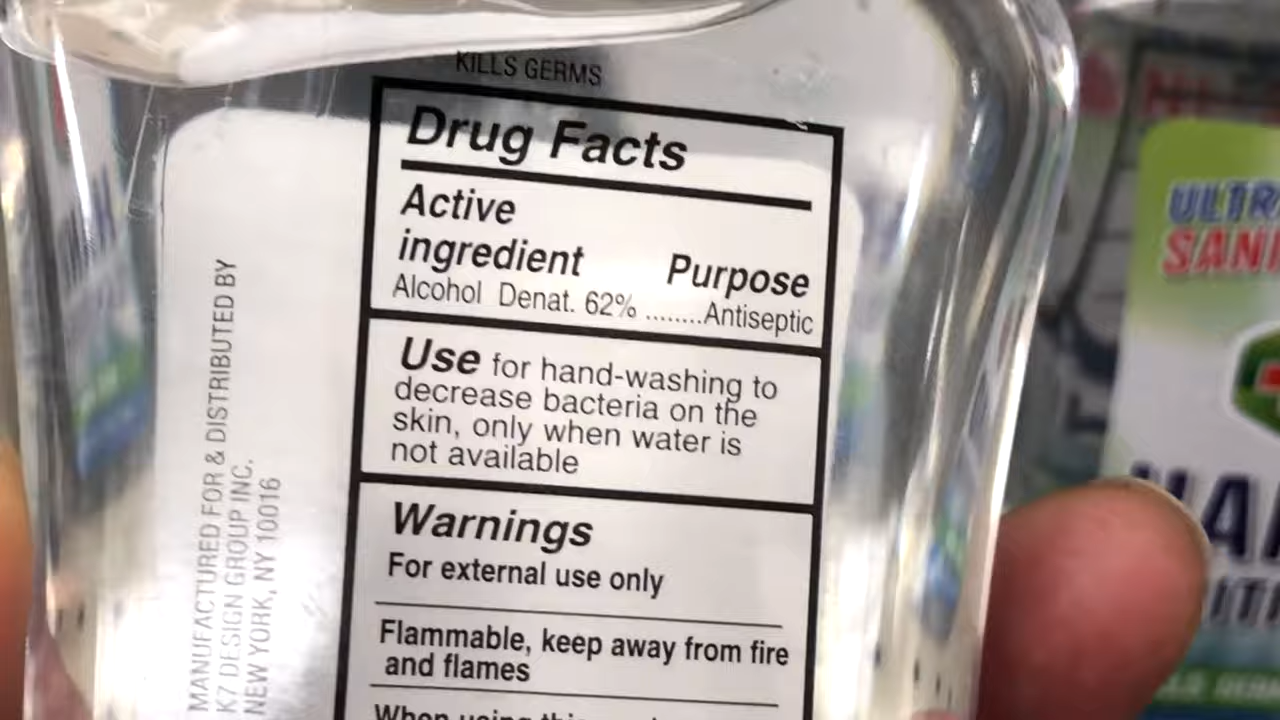 KILLS GERMS
Drug Facts
Active
ingredient Purpose
Alcohol Denat. 62% ........Antiseptic
Use for hand-washing to
decrease bacteria on the
skin, only when water is
not available
Warnings
For external use only
Flammable, keep away from fire
and flames
When using this
MANUFACTURED FOR & DISTRIBUTED BY
K7 DESIGN GROUP INC.
NEW YORK, NY 10016